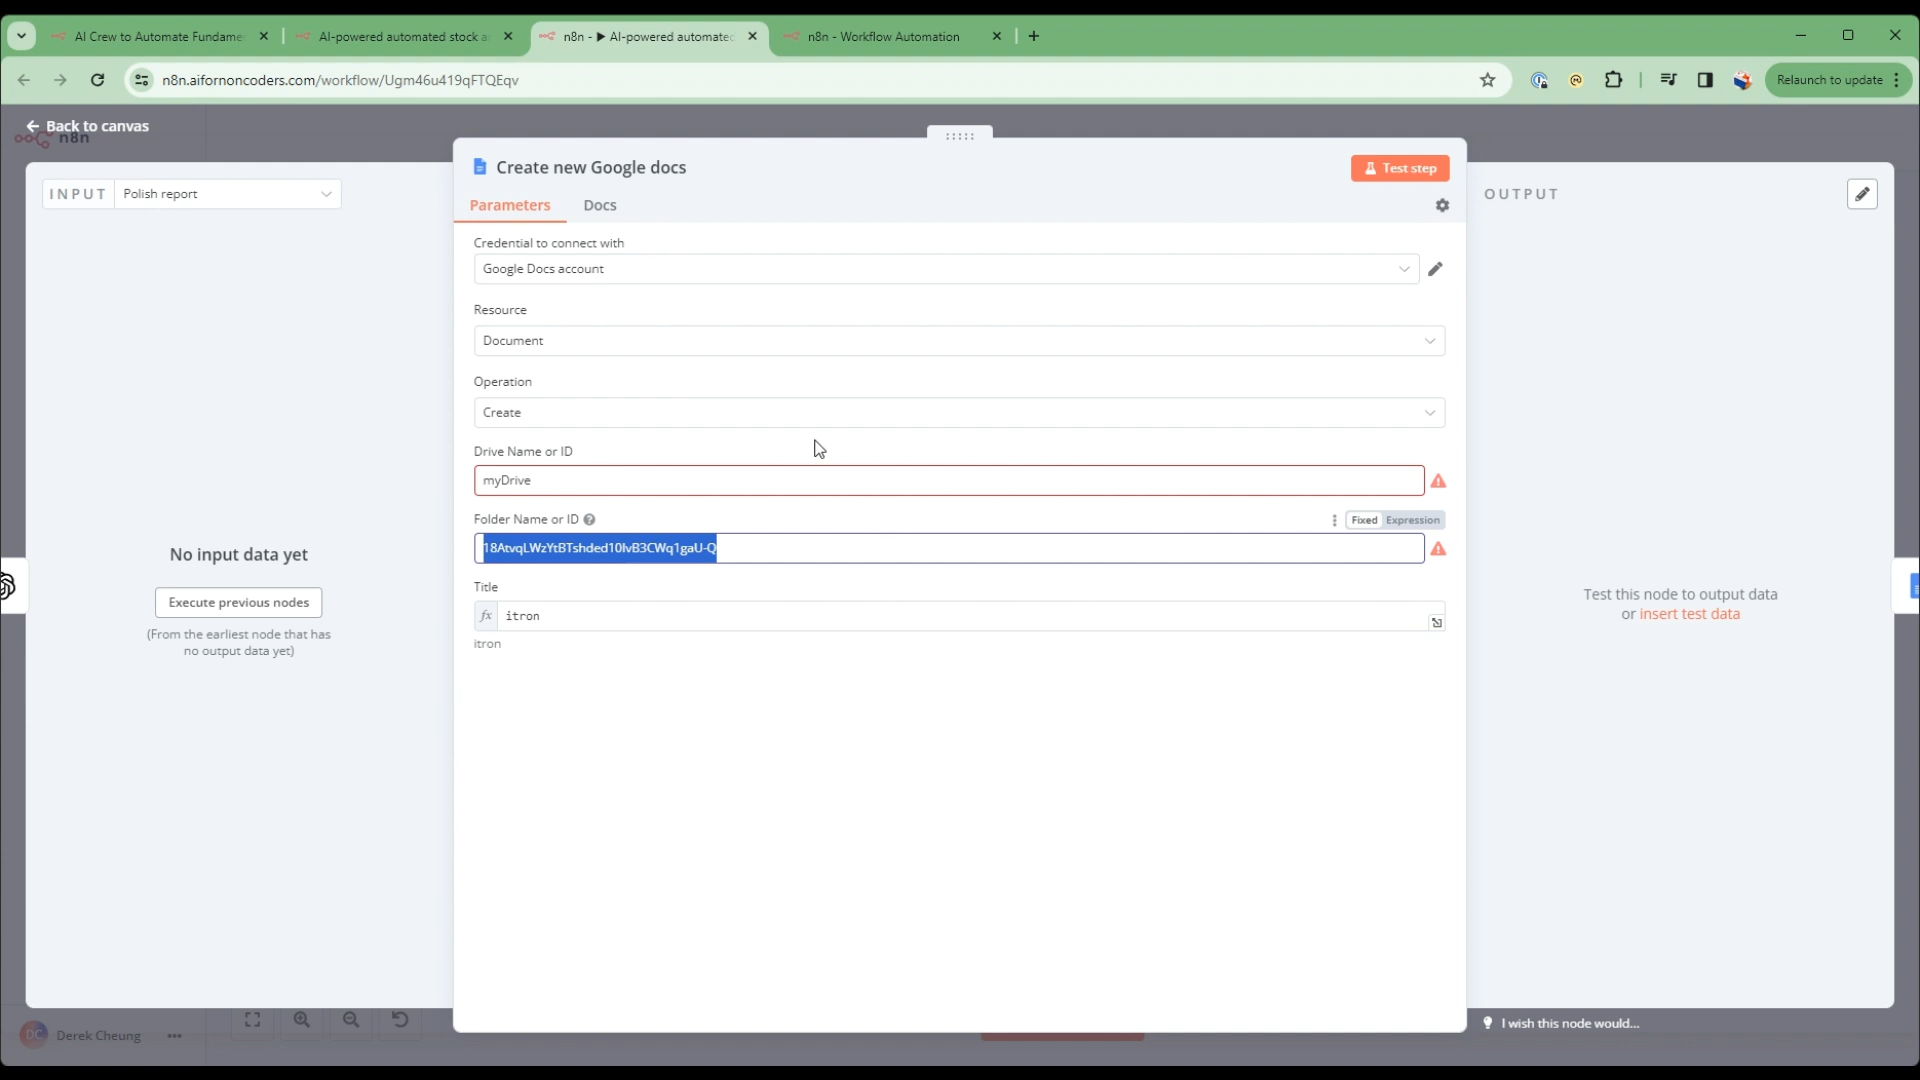 AI Crew to Automate Fundame
AI-powered automated stock a
n8n - ▶ AI-powered automated
n8n - Workflow Automation
n8n.aifornoncoders.com/workflow/Ugm46u419qFTQEqv
Relaunch to update
Back to canvas
n8n
Create new Google docs
Test step
INPUT
Polish report
OUTPUT
Parameters
Docs
Credential to connect with
Google Docs account
Resource
Document
Operation
Create
Drive Name or ID
myDrive
Folder Name or ID
Fixed
Expression
18AtvqLWzYtBTshded10IvB3CWq1gaU-Q
Title
fx
itron
itron
No input data yet
Execute previous nodes
(From the earliest node that has
no output data yet)
Test this node to output data
or insert test data
DC
Derek Cheung
I wish this node would...